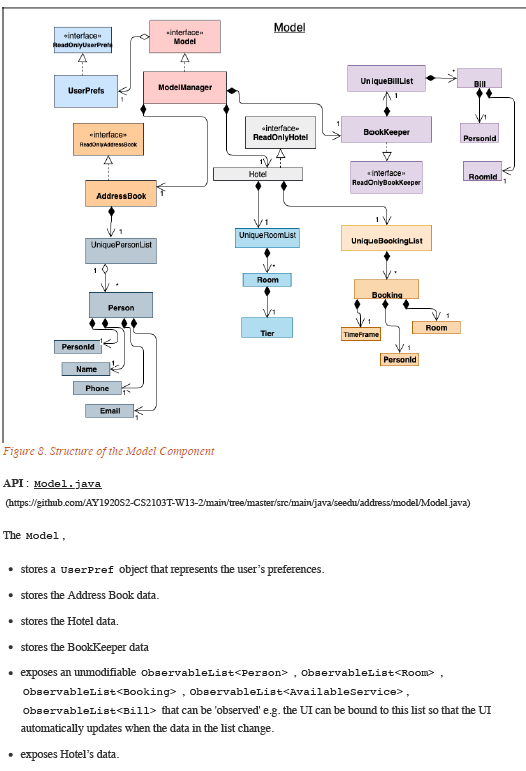 Model
«interface»
ReadOnlyUserPrefs
«interface»
Model
UserPrefs
1
ModelManager
UniqueBillList
*
Bill
1
1
1
PersonId
RoomId
1
«interface»
ReadOnlyAddressBook
«interface»
ReadOnlyHotel
1
BookKeeper
«interface»
ReadOnlyBookKeeper
1
Hotel
AddressBook
1
1
UniquePersonList
1
UniqueRoomList
1
UniqueBookingList
1
*
*
*
Person
Room
Booking
1
Tier
1
TimeFrame
1
Room
1
PersonId
PersonId
1
Name
1
Phone
1
Email
1
Figure 8. Structure of the Model Component
API : Model.java
(https://github.com/AY1920S2-CS2103T-W13-2/main/tree/master/src/main/java/seedu/address/model/Model.java)
The Model ,
• stores a UserPref object that represents the user’s preferences.
• stores the Address Book data.
• stores the Hotel data.
• stores the BookKeeper data
• exposes an unmodifiable ObservableList<Person> , ObservableList<Room> ,
ObservableList<Booking> , ObservableList<AvailableService> ,
ObservableList<Bill> that can be 'observed' e.g. the UI can be bound to this list so that the UI
automatically updates when the data in the list change.
• exposes Hotel’s data.